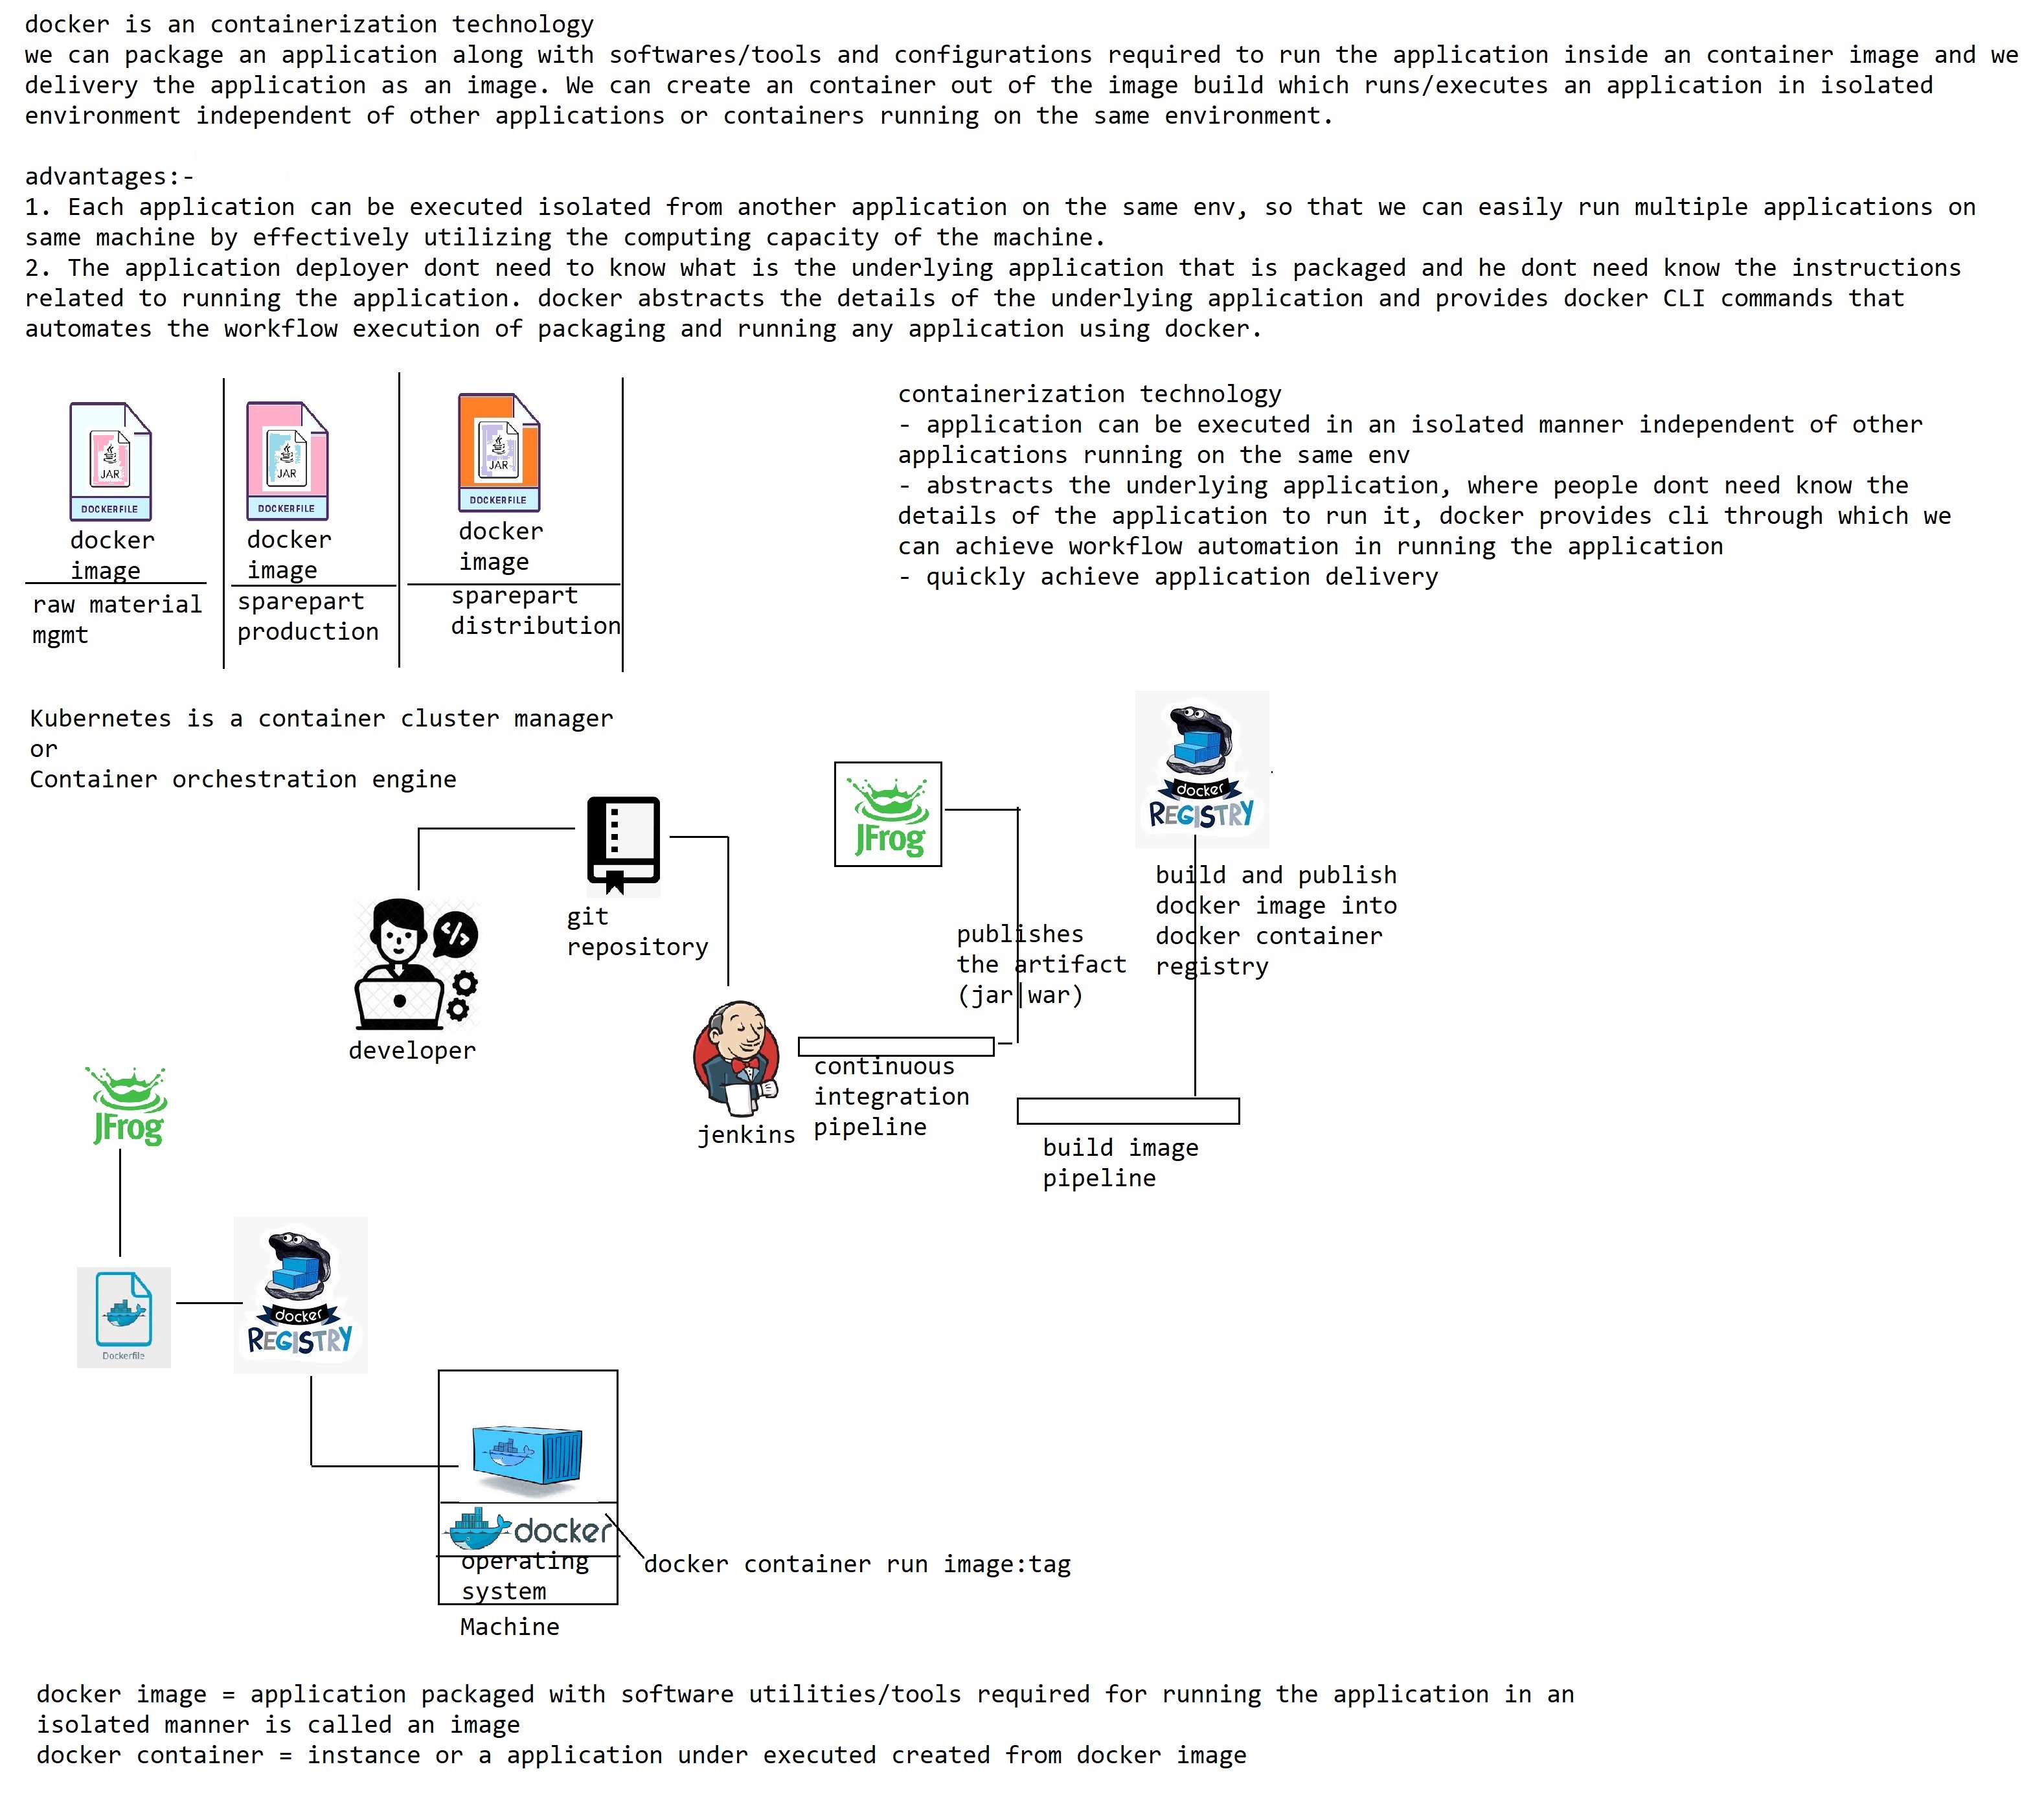 docker is an containerization technology
we can package an application along with softwares/tools and configurations required to run the application inside an container image and we
delivery the application as an image. We can create an container out of the image build which runs/executes an application in isolated
environment independent of other applications or containers running on the same environment.
advantages:-
1. Each application can be executed isolated from another application on the same env, so that we can easily run multiple applications on
same machine by effectively utilizing the computing capacity of the machine.
2. The application deployer dont need to know what is the underlying application that is packaged and he dont need know the instructions
related to running the application. docker abstracts the details of the underlying application and provides docker CLI commands that
automates the workflow execution of packaging and running any application using docker.
JAR
DOCKERFILE
docker
image
raw material
mgmt
JAR
DOCKERFILE
docker
image
sparepart
production
JAR
DOCKERFILE
docker
image
sparepart
distribution
containerization technology
- application can be executed in an isolated manner independent of other
applications running on the same env
- abstracts the underlying application, where people dont need know the
details of the application to run it, docker provides cli through which we
can achieve workflow automation in running the application
- quickly achieve application delivery
Kubernetes is a container cluster manager
or
Container orchestration engine
developer
git
repository
jenkins
continuous
integration
pipeline
JFrog
publishes
the artifact
(jar|war)
docker
REGISTRY
build and publish
docker image into
docker container
registry
build image
pipeline
JFrog
Dockerfile
docker
REGISTRY
docker
operating
system
Machine
docker container run image:tag
docker image = application packaged with software utilities/tools required for running the application in an
isolated manner is called an image
docker container = instance or a application under executed created from docker image